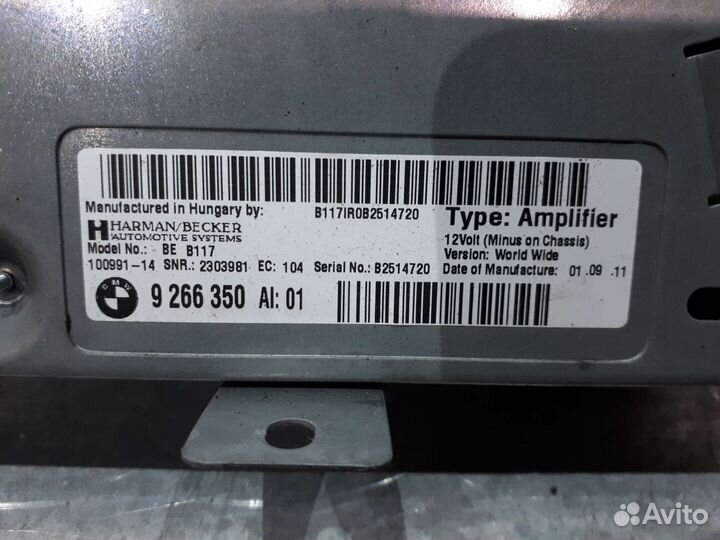 Manufactured in Hungary by:
B117IR0B2514720
Type: Amplifier
HARMAN/BECKER
AUTOMOTIVE SYSTEMS
12Volt (Minus on Chassis)
Model No.: BE B117
Version: World Wide
100991-14 SNR.: 2303981 EC: 104 Serial No.: B2514720 Date of Manufacture: 01.09.11
BMW
9 266 350 AI: 01
Avito